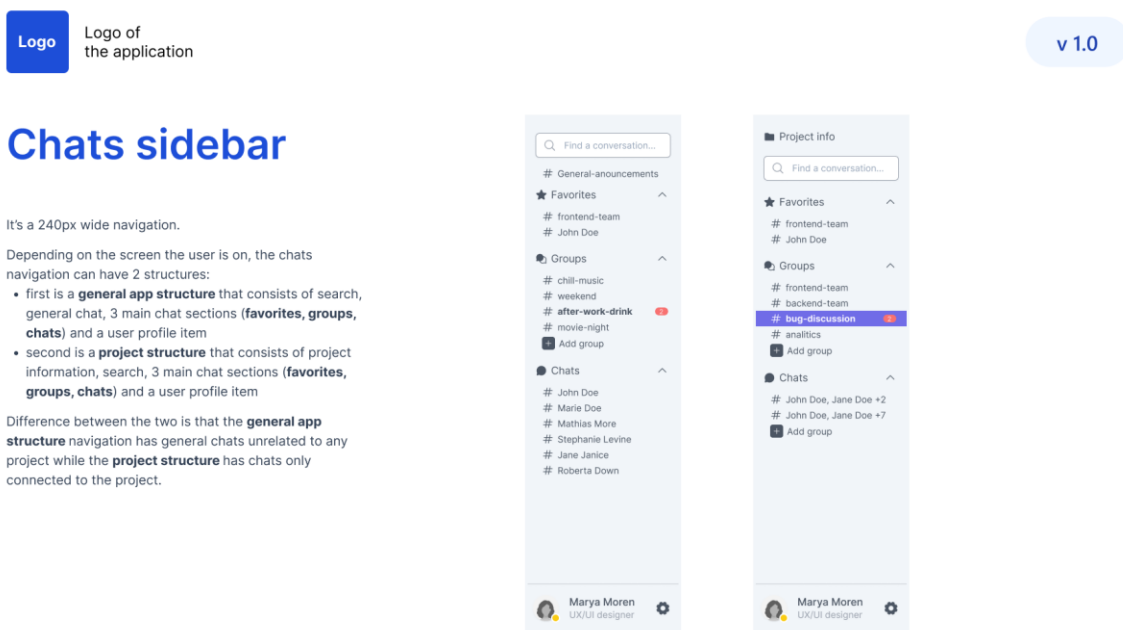 Logo
Logo of
the application
v 1.0
Chats sidebar
It's a 240px wide navigation.
Depending on the screen the user is on, the chats
navigation can have 2 structures:
• first is a general app structure that consists of search,
general chat, 3 main chat sections (favorites, groups,
chats) and a user profile item
• second is a project structure that consists of project
information, search, 3 main chat sections (favorites,
groups, chats) and a user profile item
Difference between the two is that the general app
structure navigation has general chats unrelated to any
project while the project structure has chats only
connected to the project.
Find a conversation...
# General-anouncements
Favorites
# frontend-team
# John Doe
Groups
# chill-music
# weekend
# after-work-drink 2
# movie-night
+ Add group
Chats
# John Doe
# Marie Doe
# Mathias More
# Stephanie Levine
# Jane Janice
# Roberta Down
Marya Moren
UX/UI designer
Project info
Find a conversation...
Favorites
# frontend-team
# John Doe
Groups
# frontend-team
# backend-team
# bug-discussion 2
# analitics
+ Add group
Chats
# John Doe, Jane Doe +2
# John Doe, Jane Doe +7
+ Add group
Marya Moren
UX/UI designer